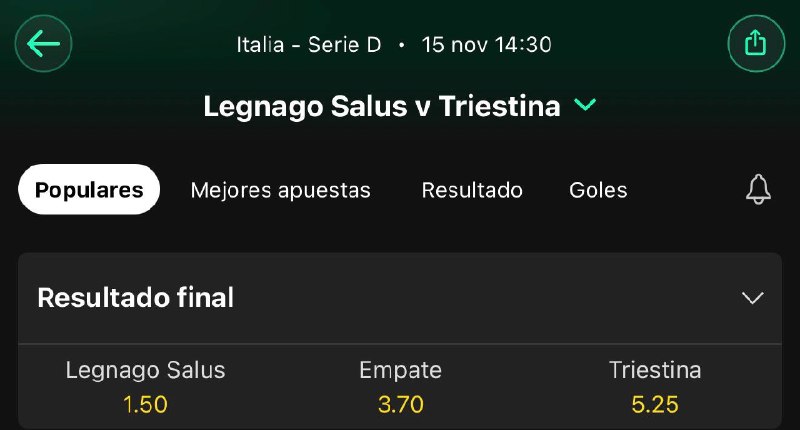 Italia - Serie D • 15 nov 14:30
Legnago Salus v Triestina
Populares Mejores apuestas Resultado Goles
Resultado final
Legnago Salus Empate Triestina
1.50 3.70 5.25